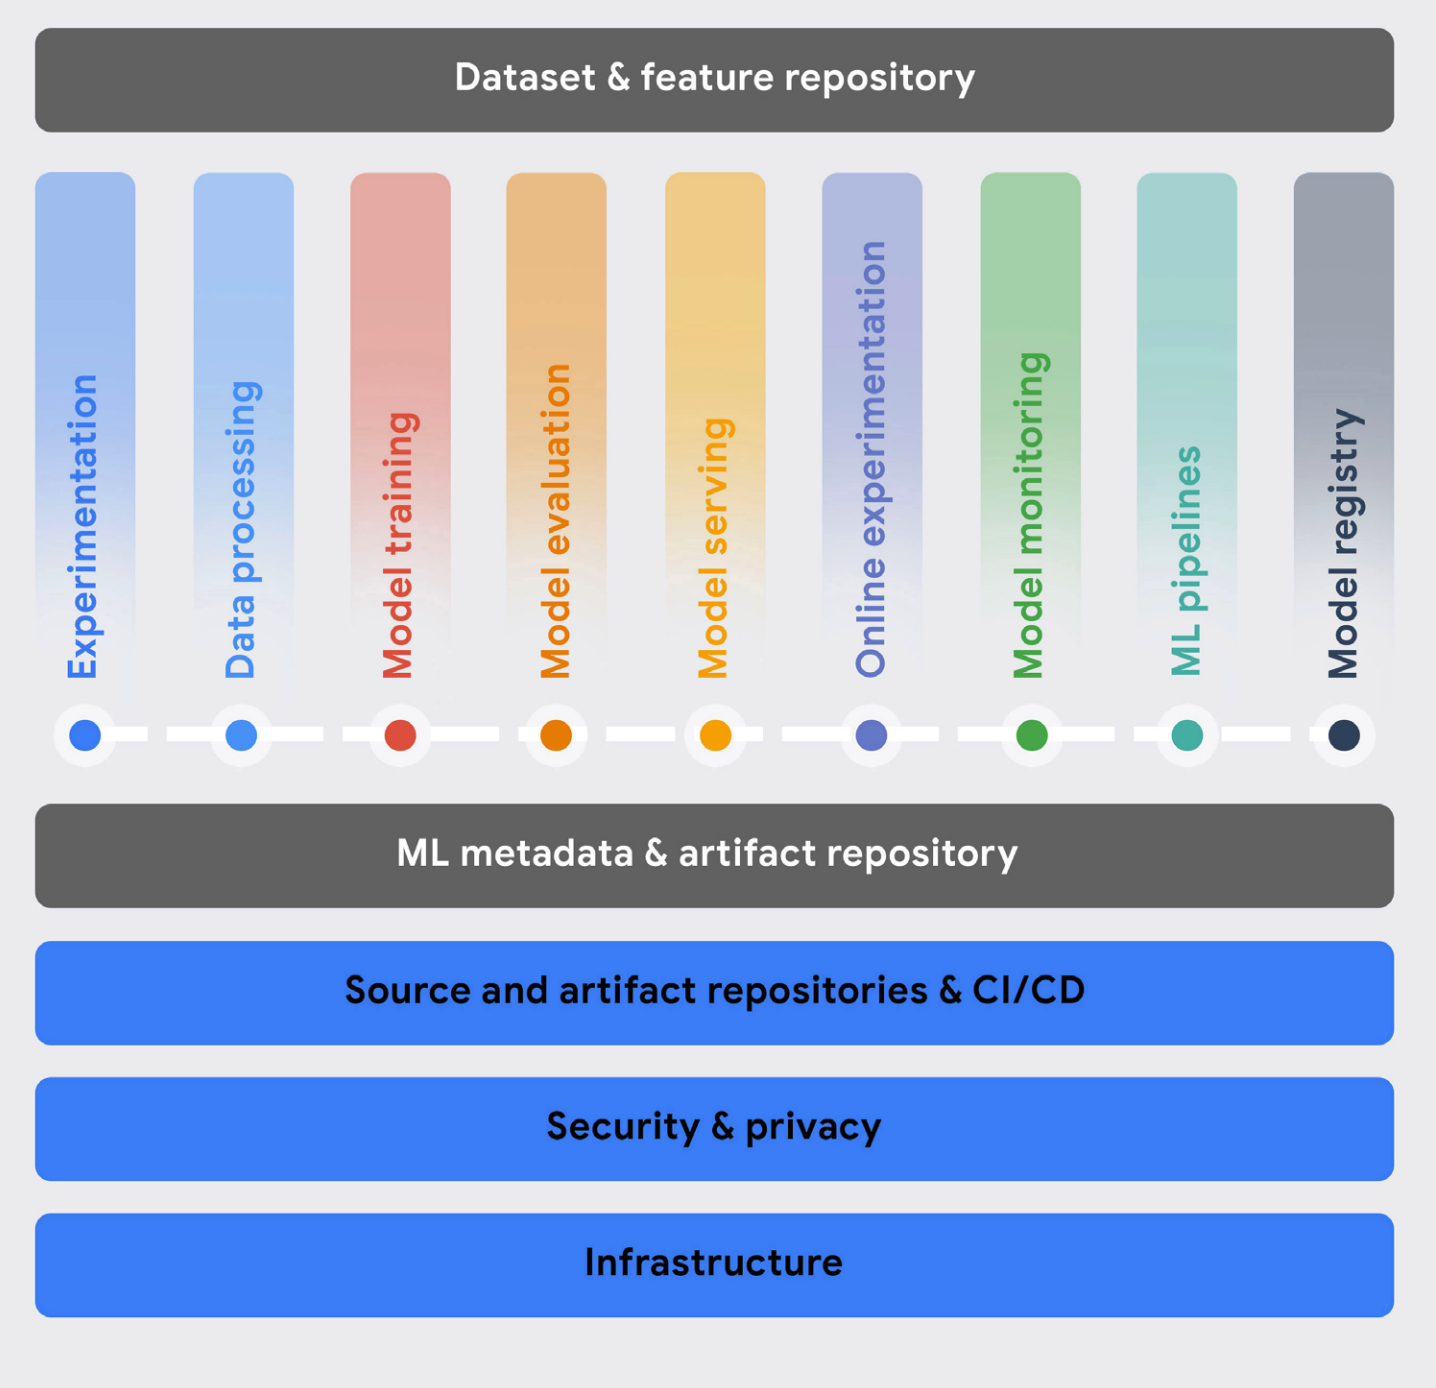 Dataset & feature repository
Experimentation
Data processing
Model training
Model evaluation
Model serving
Online experimentation
Model monitoring
ML pipelines
Model registry
ML metadata & artifact repository
Source and artifact repositories & CI/CD
Security & privacy
Infrastructure